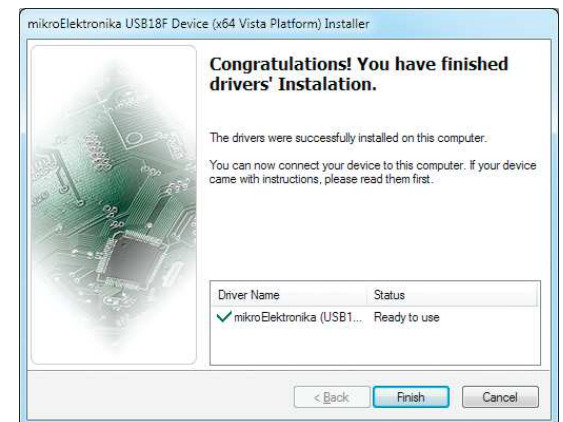 mikroElektronika USB18F Device (x64 Vista Platform) Installer
Congratulations! You have finished
drivers' Instalation.
The drivers were successfully installed on this computer.
You can now connect your device to this computer. If your device
came with instructions, please read them first.
Driver Name Status
mikroElektronika (USB1... Ready to use
< Back Finish Cancel